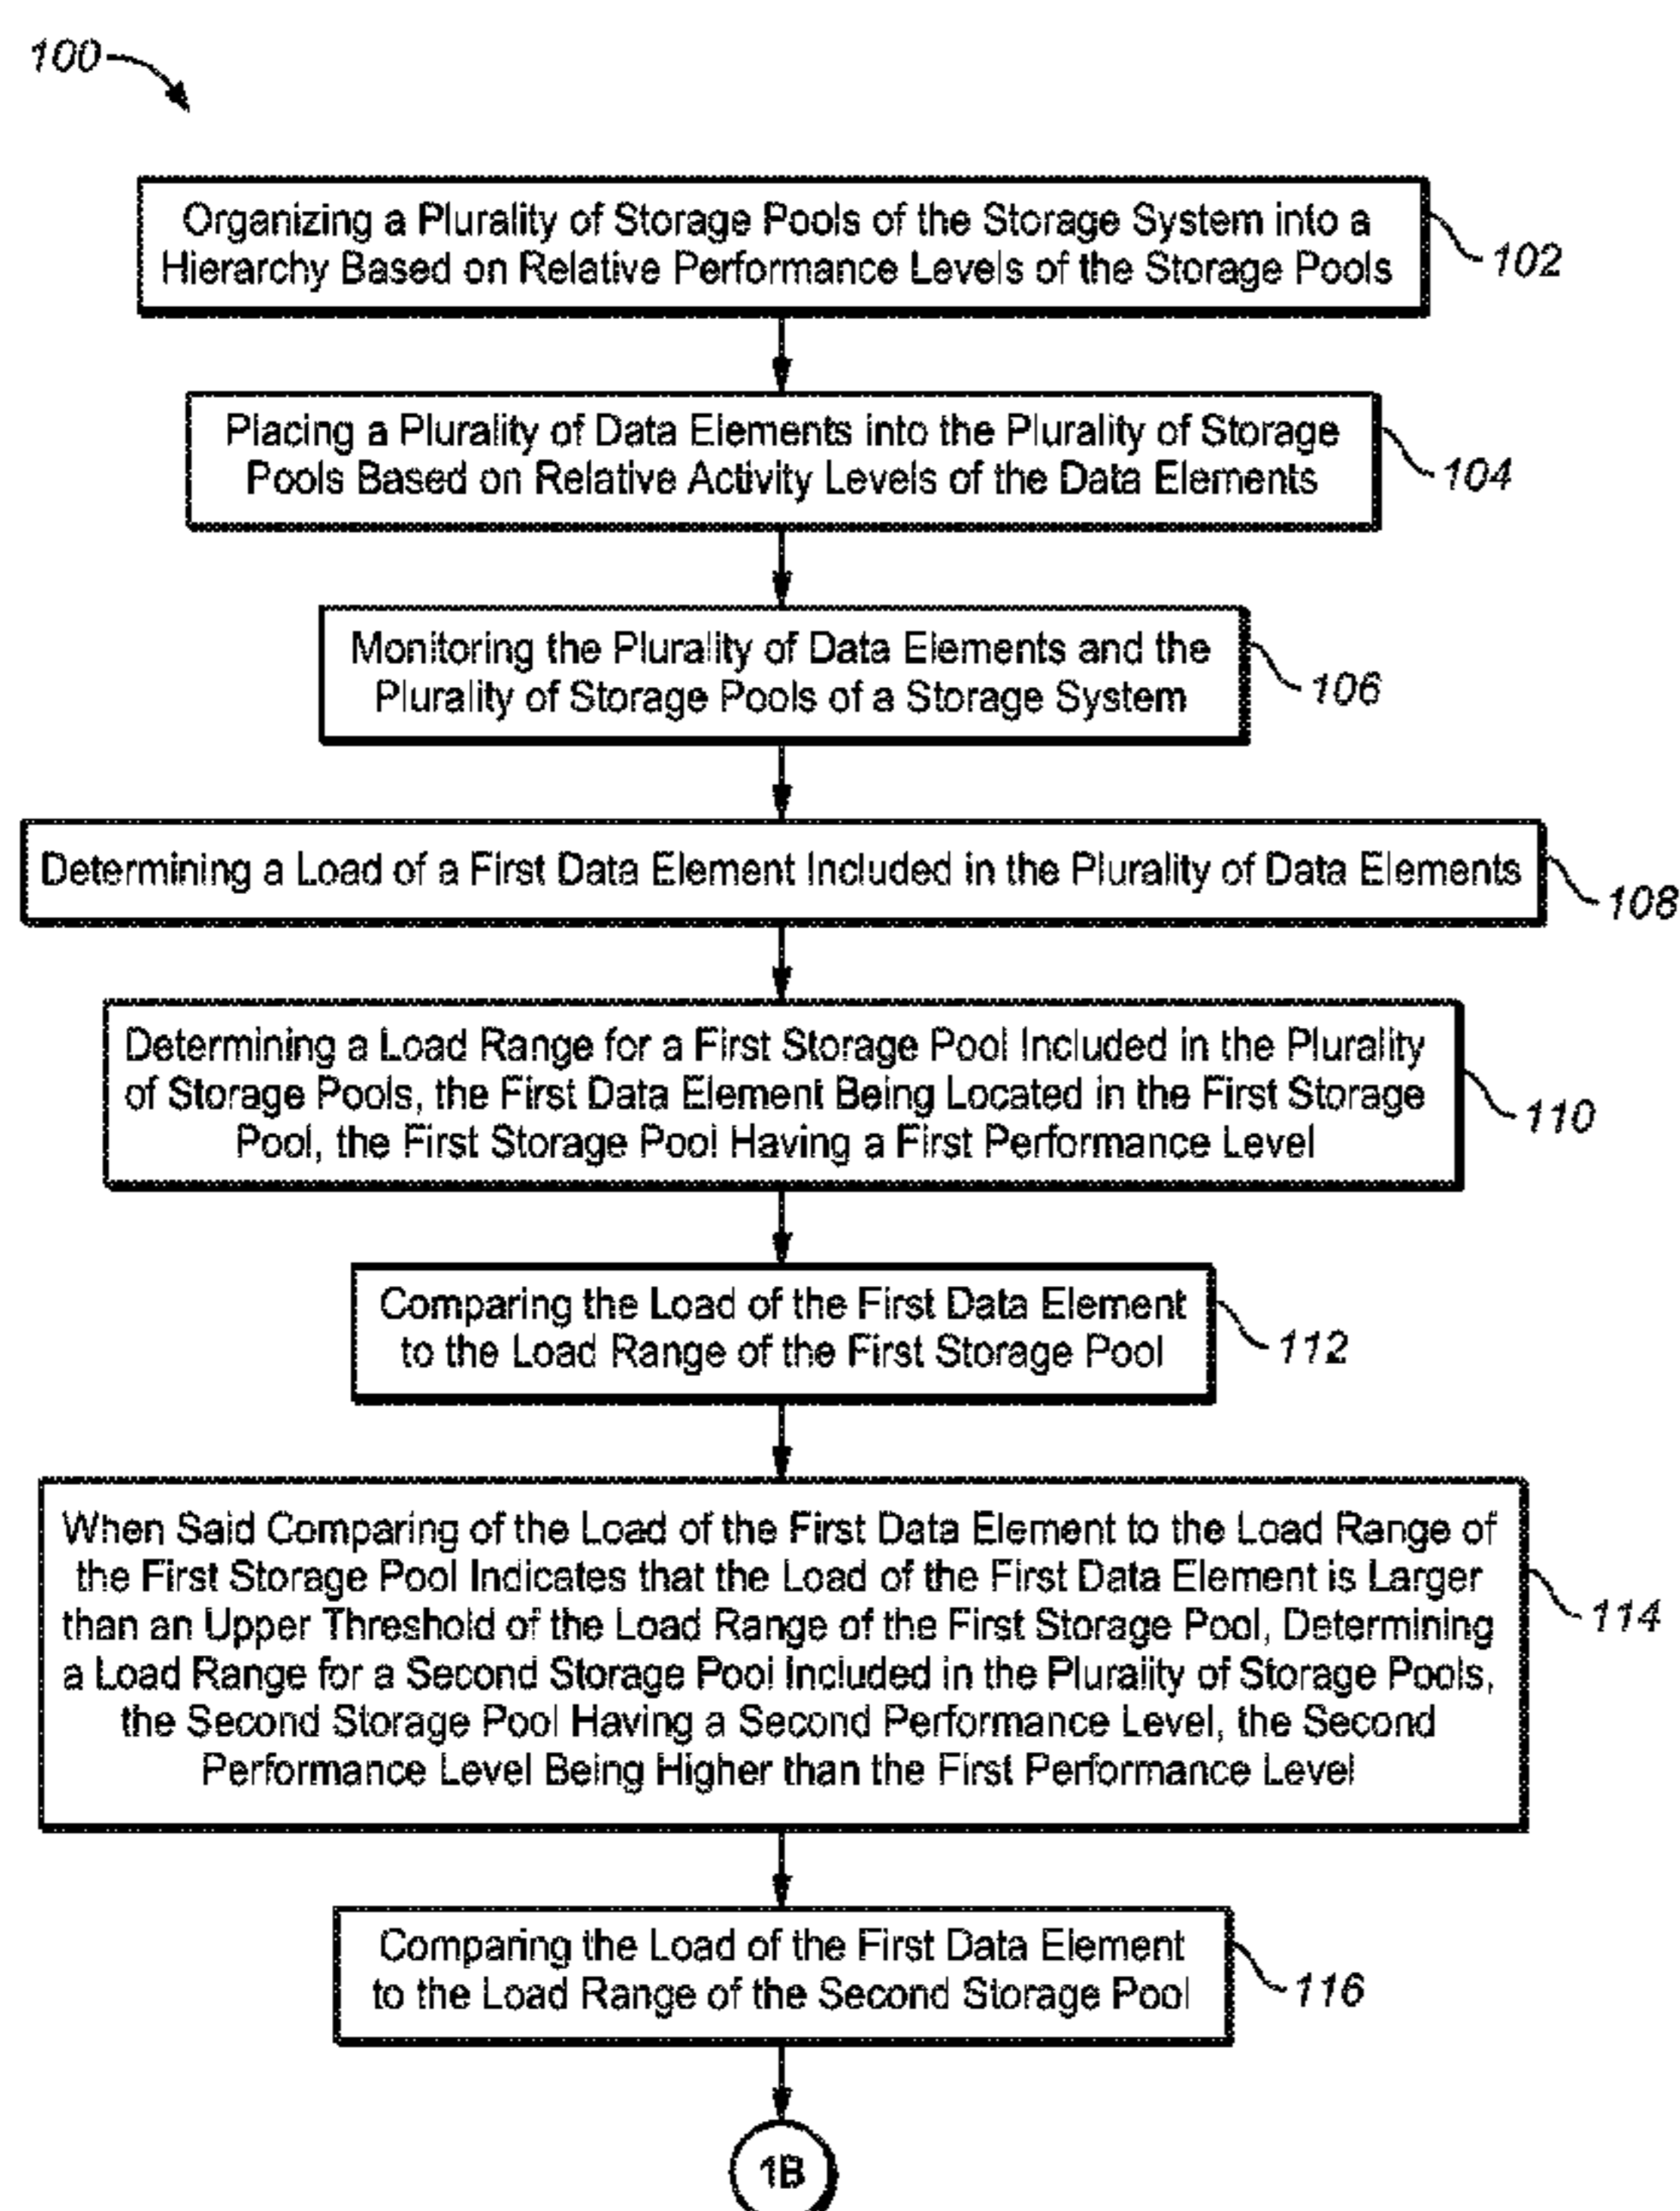 100
Organizing a Plurality of Storage Pools of the Storage System into a
Hierarchy Based on Relative Performance Levels of the Storage Pools
102
Placing a Plurality of Data Elements into the Plurality of Storage
Pools Based on Relative Activity Levels of the Data Elements
104
Monitoring the Plurality of Data Elements and the
Plurality of Storage Pools of a Storage System
106
Determining a Load of a First Data Element Included in the Plurality of Data Elements
108
Determining a Load Range for a First Storage Pool Included in the Plurality
of Storage Pools, the First Data Element Being Located in the First Storage
Pool, the First Storage Pool Having a First Performance Level
110
Comparing the Load of the First Data Element
to the Load Range of the First Storage Pool
112
When Said Comparing of the Load of the First Data Element to the Load Range of
the First Storage Pool Indicates that the Load of the First Data Element is Larger
than an Upper Threshold of the Load Range of the First Storage Pool, Determining
a Load Range for a Second Storage Pool Included in the Plurality of Storage Pools,
the Second Storage Pool Having a Second Performance Level, the Second
Performance Level Being Higher than the First Performance Level
114
Comparing the Load of the First Data Element
to the Load Range of the Second Storage Pool
116
1B